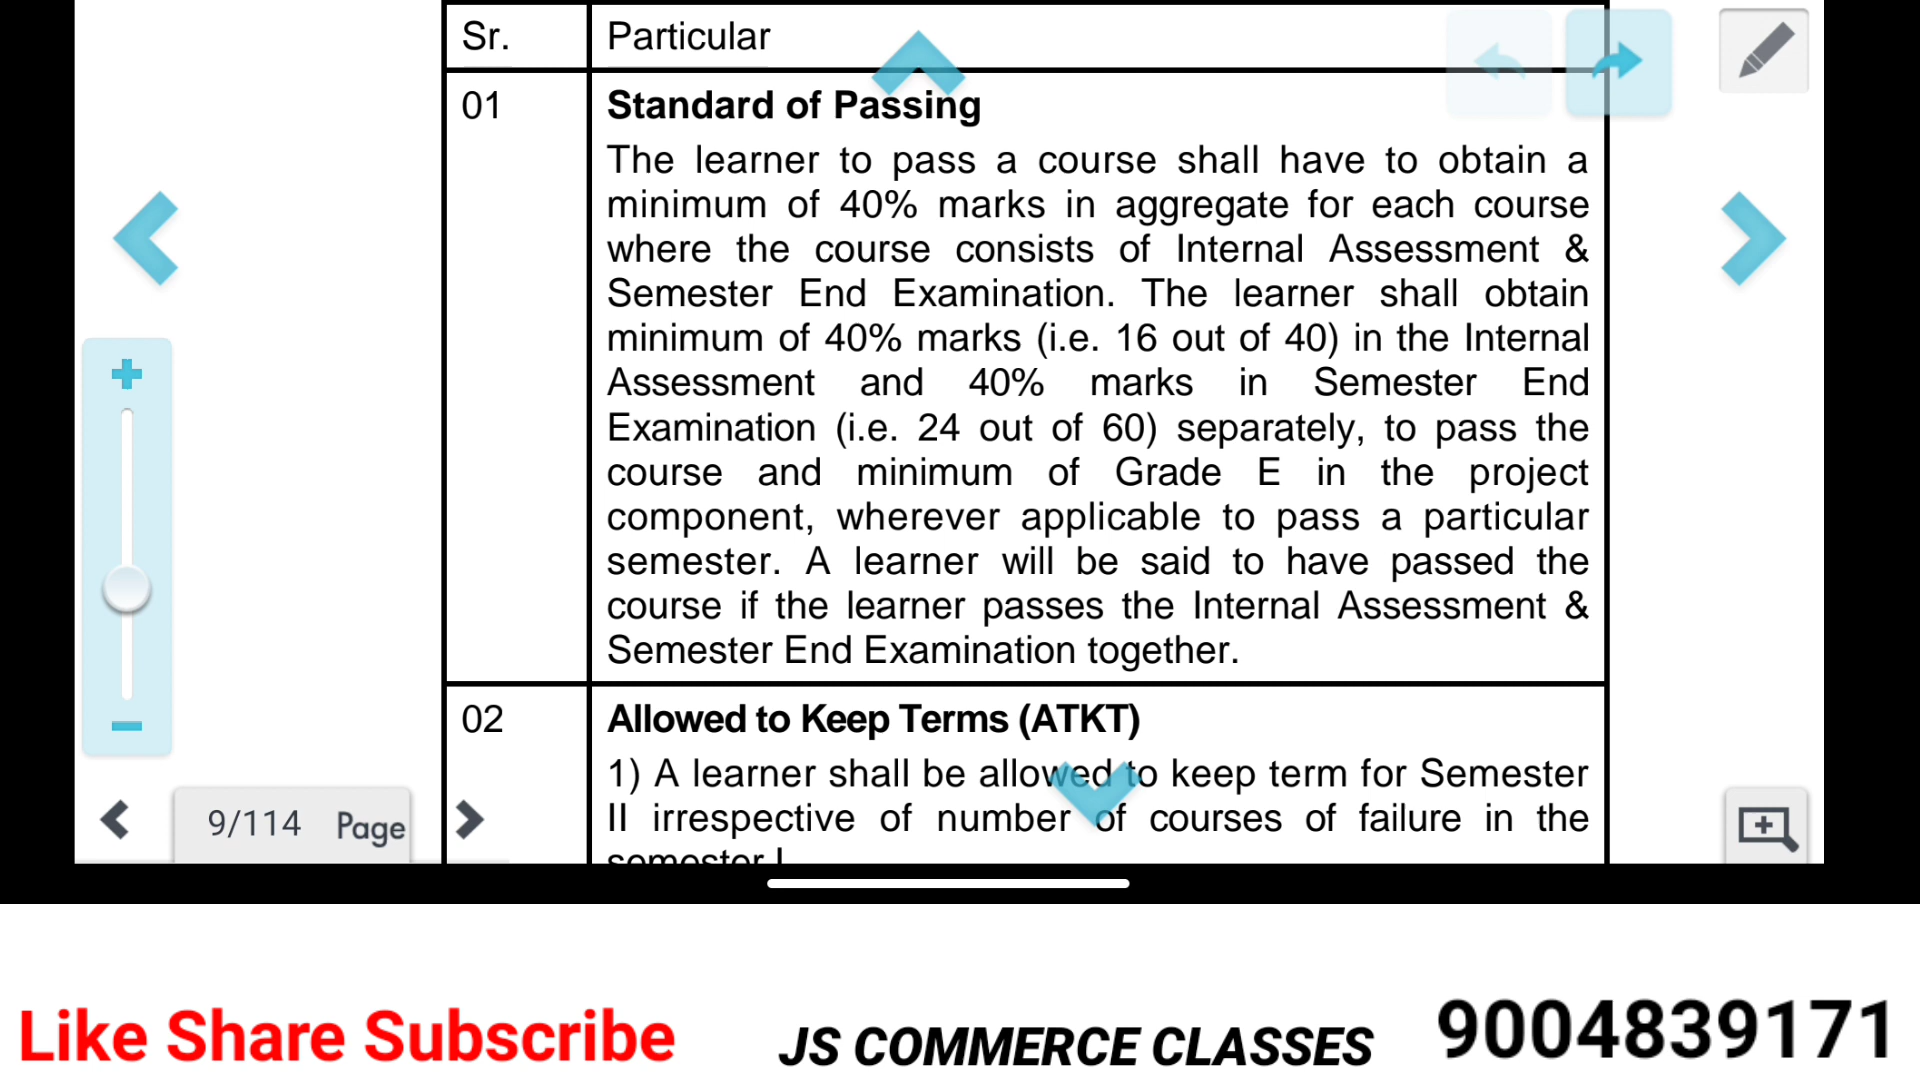 Sr. Particular
01 Standard of Passing
The learner to pass a course shall have to obtain a
minimum of 40% marks in aggregate for each course
where the course consists of Internal Assessment &
Semester End Examination. The learner shall obtain
minimum of 40% marks (i.e. 16 out of 40) in the Internal
Assessment and 40% marks in Semester End
Examination (i.e. 24 out of 60) separately, to pass the
course and minimum of Grade E in the project
component, wherever applicable to pass a particular
semester. A learner will be said to have passed the
course if the learner passes the Internal Assessment &
Semester End Examination together.
02 Allowed to Keep Terms (ATKT)
1) A learner shall be allowed to keep term for Semester
II irrespective of number of courses of failure in the
semester I
9/114 Page
Like Share Subscribe JS COMMERCE CLASSES 9004839171